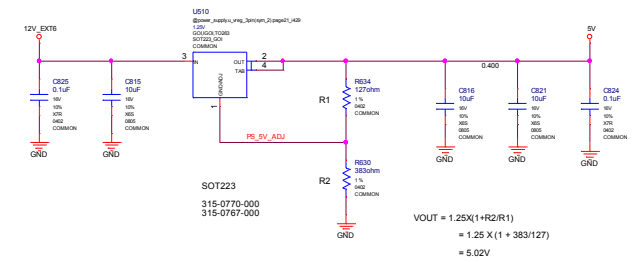 U510
@power_supply.u_vreg_3pin(sym_2):page21_i429
1.25V
GOUGOI_TO263
SOT223_GOI
COMMON
12V_EXT6
5V
3
IN
OUT
2
TAB
4
GND/ADJ
1
0.400
C825
0.1uF
16V
10%
X7R
0402
COMMON
GND
C815
10uF
16V
10%
X6S
0805
COMMON
GND
R1
R634
127ohm
1 %
0402
COMMON
PS_5V_ADJ
R2
R630
383ohm
1 %
0402
COMMON
GND
C816
10uF
16V
10%
X6S
0805
COMMON
GND
C821
10uF
16V
10%
X6S
0805
COMMON
GND
C824
0.1uF
16V
10%
X7R
0402
COMMON
GND
SOT223
315-0770-000
315-0767-000
VOUT = 1.25X(1+R2/R1)
= 1.25 X (1 + 383/127)
= 5.02V